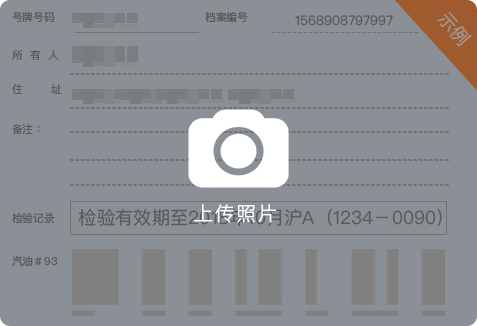 号牌号码 档案编号 1568908797997
示例
所有人
住址
备注：
上传照片
检验记录 检验有效期至2 月沪A（1234－0090）
汽油#93